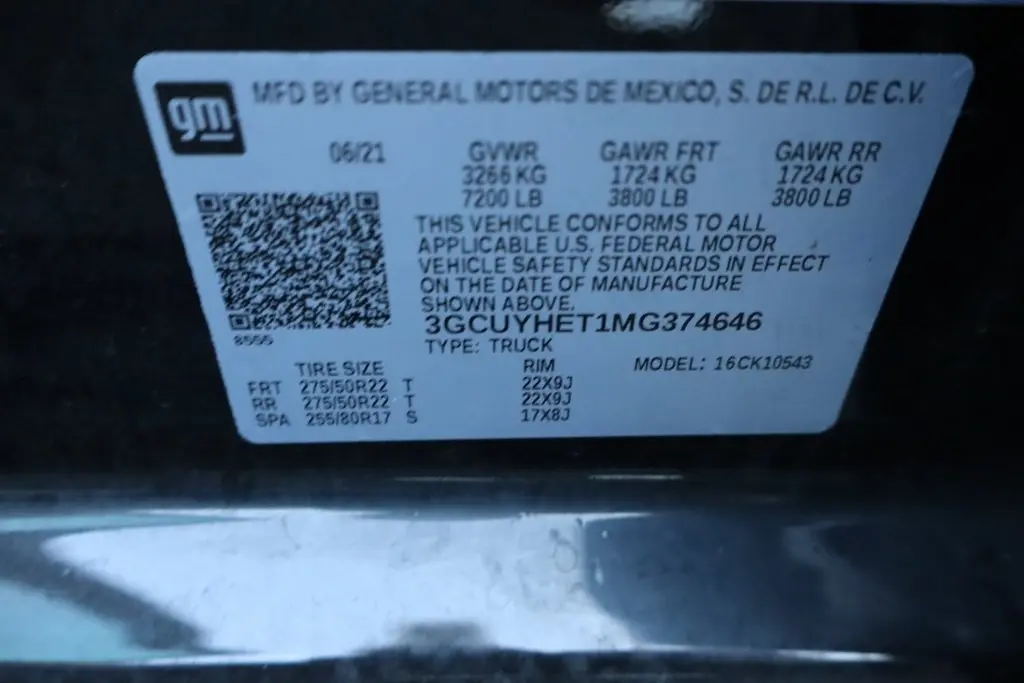 gm
MFD BY GENERAL MOTORS DE MEXICO, S. DE R.L. DE C.V.
06/21 GVWR GAWR FRT GAWR RR
3266 KG 1724 KG 1724 KG
7200 LB 3800 LB 3800 LB
THIS VEHICLE CONFORMS TO ALL
APPLICABLE U.S. FEDERAL MOTOR
VEHICLE SAFETY STANDARDS IN EFFECT
ON THE DATE OF MANUFACTURE
SHOWN ABOVE.
3GCUYHET1MG374646
TYPE: TRUCK
TIRE SIZE RIM MODEL: 16CK10543
FRT 275/50R22 T 22X9J
RR 275/50R22 T 22X9J
SPA 255/80R17 S 17X8J